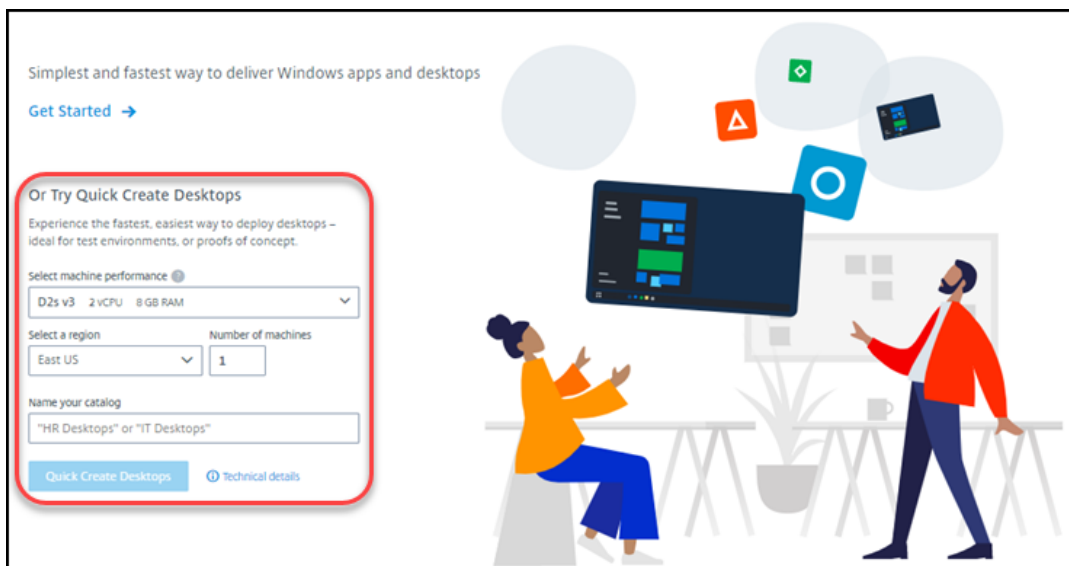 Simplest and fastest way to deliver Windows apps and desktops
Get Started →
Or Try Quick Create Desktops
Experience the fastest, easiest way to deploy desktops –
ideal for test environments, or proofs of concept.
Select machine performance ?
D2s v3 2 vCPU 8 GB RAM
Select a region Number of machines
East US 1
Name your catalog
"HR Desktops" or "IT Desktops"
Quick Create Desktops Technical details